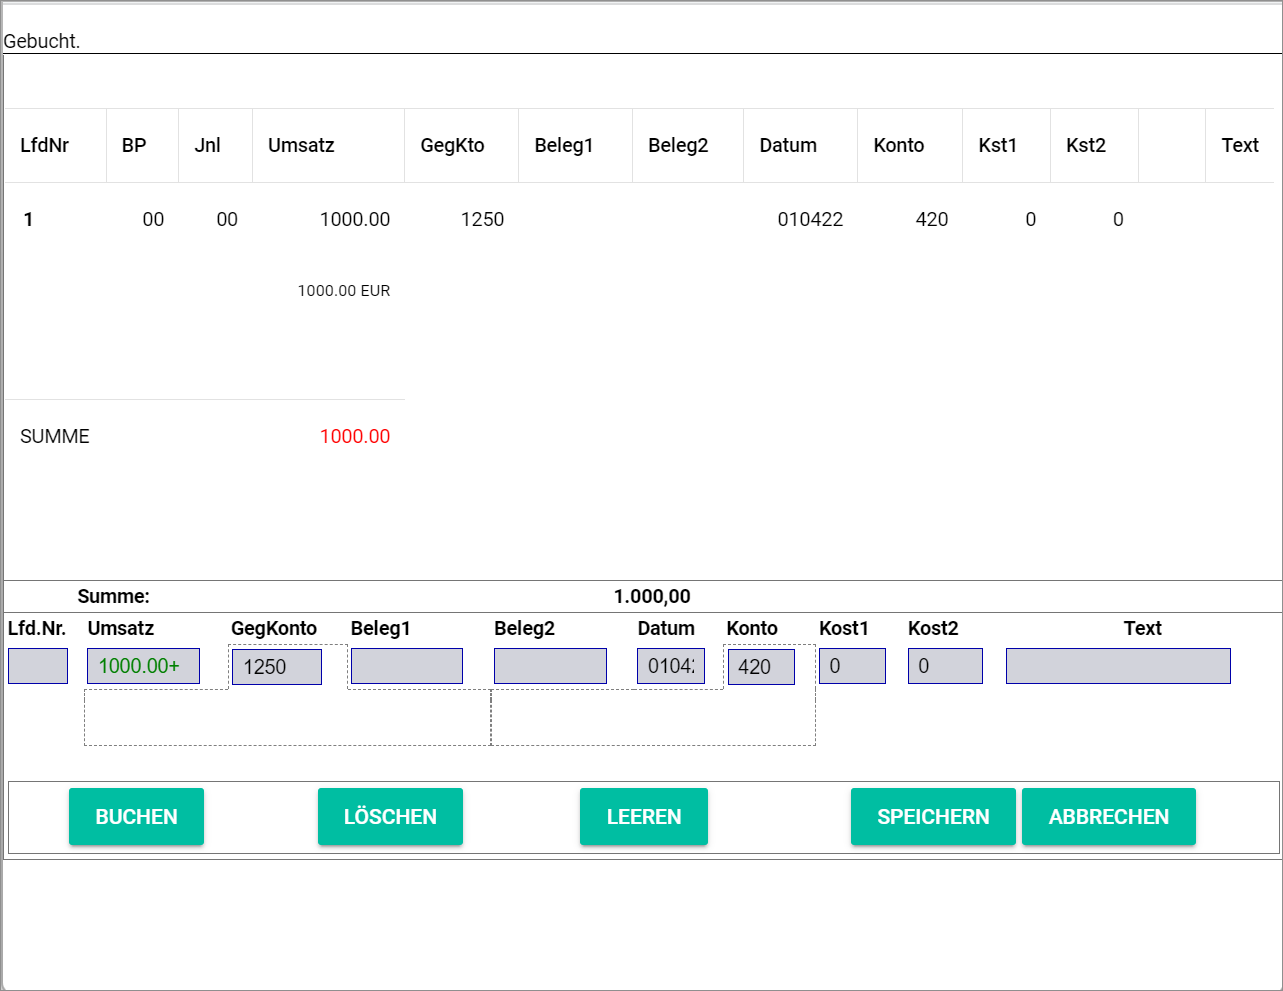 Gebucht.
LfdNr BP Jnl Umsatz GegKto Beleg1 Beleg2 Datum Konto Kst1 Kst2 Text
1 00 00 1000.00 1250 010422 420 0 0
1000.00 EUR
SUMME 1000.00
Summe: 1.000,00
Lfd.Nr. Umsatz GegKonto Beleg1 Beleg2 Datum Konto Kost1 Kost2 Text
1000.00+ 1250 0104 420 0 0
BUCHEN LÖSCHEN LEEREN SPEICHERN ABBRECHEN